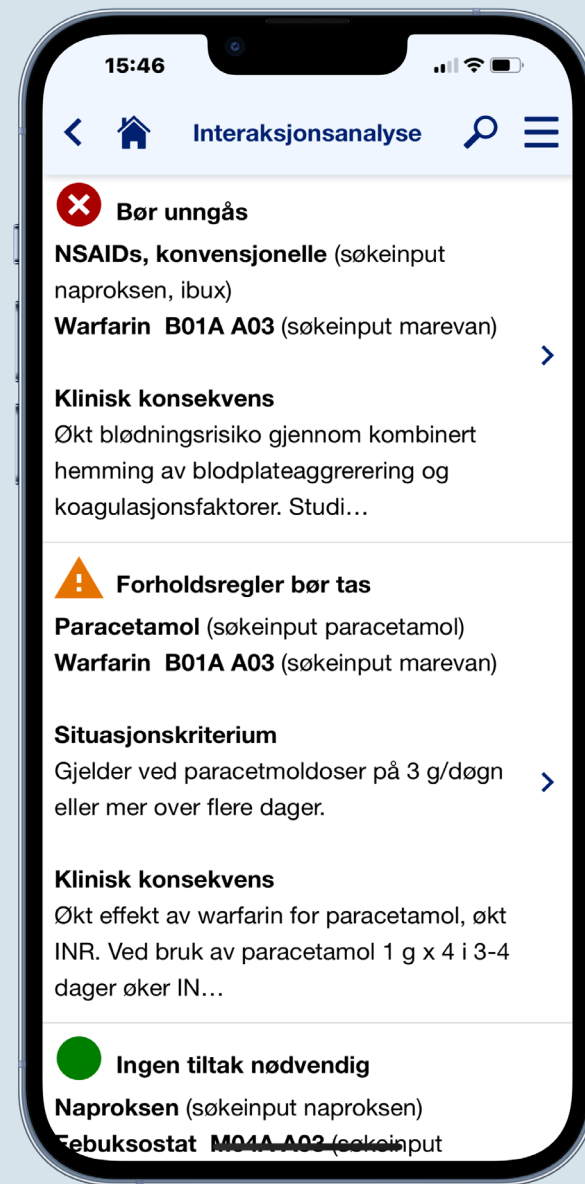 15:46
Interaksjonsanalyse
Bør unngås
NSAIDs, konvensjonelle (søkeinput
naproksen, ibux)
Warfarin B01A A03 (søkeinput marevan)
Klinisk konsekvens
Økt blødningsrisiko gjennom kombinert
hemming av blodplateaggrerering og
koagulasjonsfaktorer. Studi…
Forholdsregler bør tas
Paracetamol (søkeinput paracetamol)
Warfarin B01A A03 (søkeinput marevan)
Situasjonskriterium
Gjelder ved paracetmoldoser på 3 g/døgn
eller mer over flere dager.
Klinisk konsekvens
Økt effekt av warfarin for paracetamol, økt
INR. Ved bruk av paracetamol 1 g x 4 i 3-4
dager øker IN…
Ingen tiltak nødvendig
Naproksen (søkeinput naproksen)
Febuksostat M04A A03 (søkeinput